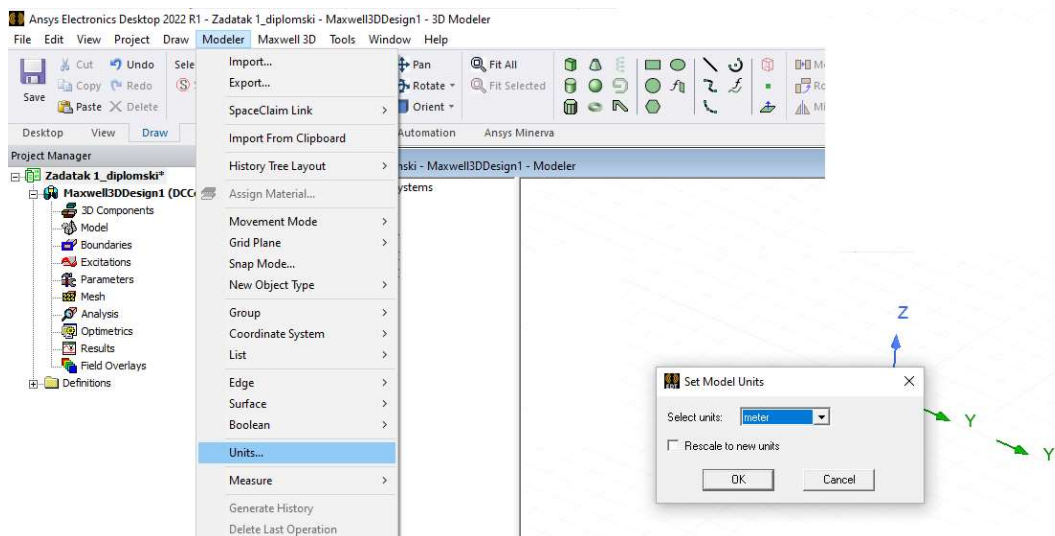 Ansys Electronics Desktop 2022 R1 - Zadatak 1_diplomski - Maxwell3DDesign1 - 3D Modeler
File Edit View Project Draw Modeler Maxwell 3D Tools Window Help
Save
Cut Undo Sele
Copy Redo
Paste Delete
Pan Fit All
Rotate Fit Selected
Orient
Desktop View Draw Automation Ansys Minerva
Import...
Export...
SpaceClaim Link
Import From Clipboard
History Tree Layout
Assign Material...
Movement Mode
Grid Plane
Snap Mode...
New Object Type
Group
Coordinate System
List
Edge
Surface
Boolean
Units...
Measure
Generate History
Delete Last Operation
Project Manager
Zadatak 1_diplomski*
Maxwell3DDesign1 (DCC
3D Components
Model
Boundaries
Excitations
Parameters
Mesh
Analysis
Optimetrics
Results
Field Overlays
Definitions
nski - Maxwell3DDesign1 - Modeler
ystems
Z
Set Model Units
Select units: meter
Rescale to new units
OK Cancel
Y
Y